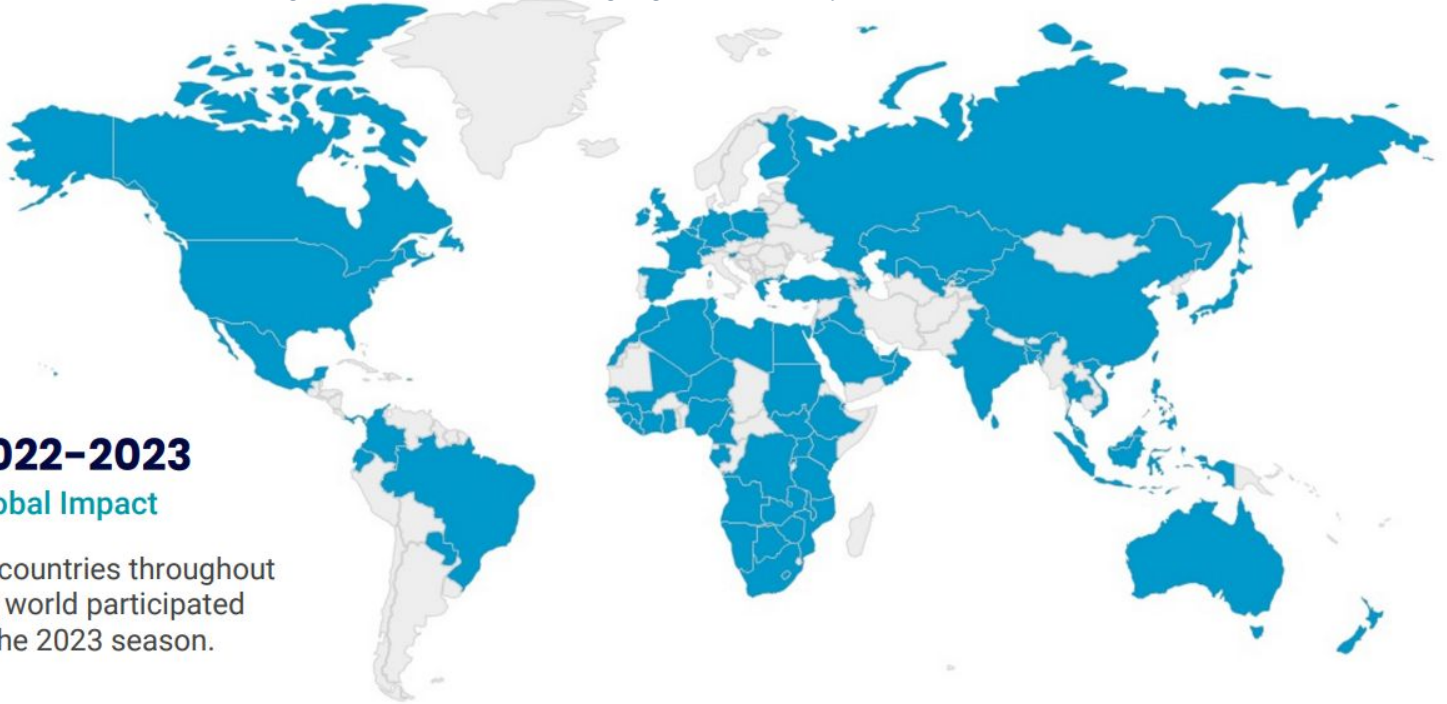 022–2023
obal Impact
countries throughout
world participated
he 2023 season.